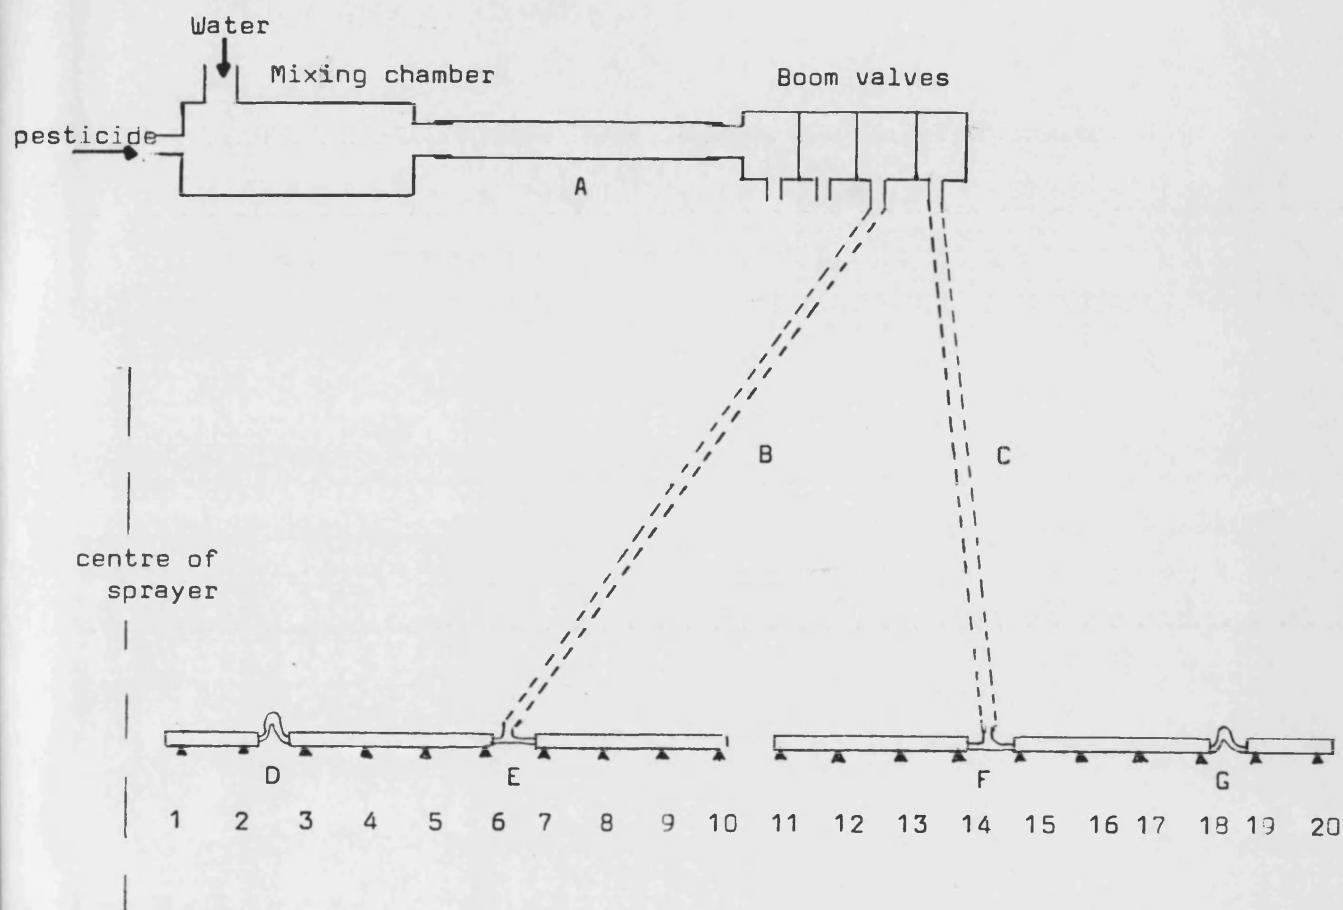 Water
Mixing chamber
Boom valves
pesticide
A
B
C
centre of
sprayer
D
E
F
G
1 2 3 4 5 6 7 8 9 10 11 12 13 14 15 16 17 18 19 20